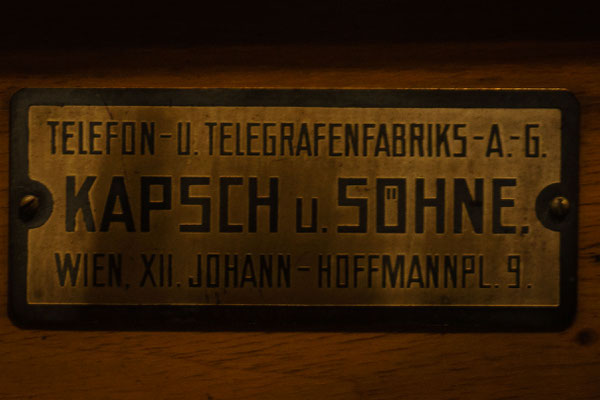 TELEFON-U. TELEGRAFENFABRIKS-A.-G.
KAPSCH u. SÖHNE,
WIEN, XII. JOHANN-HOFFMANNPL. 9.